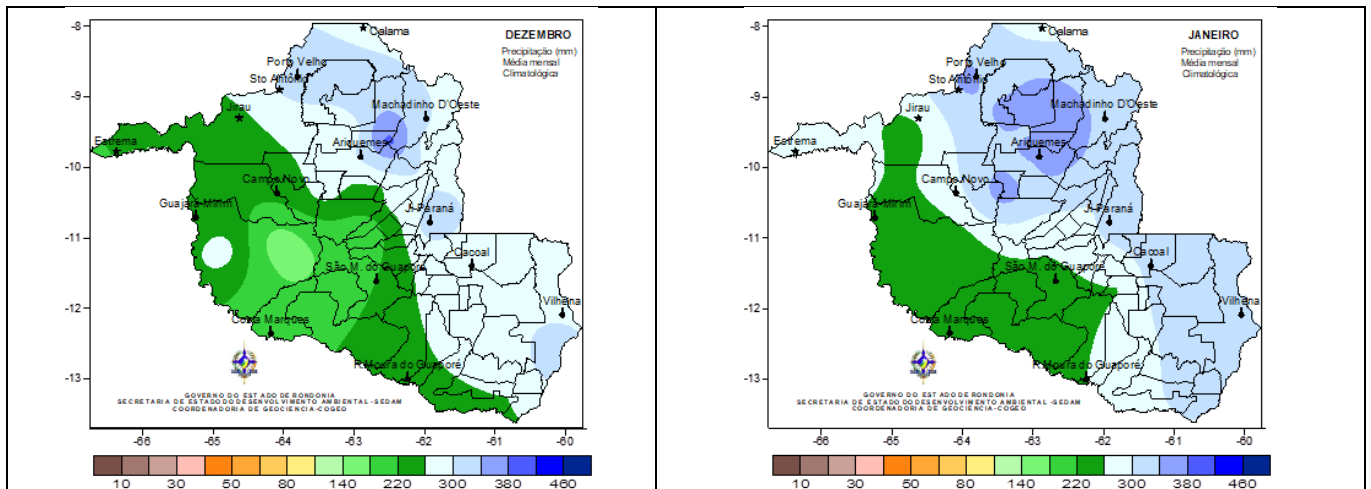 DEZEMBRO
Precipitação (mm)
Média mensal
Climatológica
-8
-9
-10
-11
-12
-13
Calama
Porto Velho
Sto Antônio
Jirau
Machadinho D'Oeste
Estrema
Ariquemes
Campo Novo
Guajará-Mirim
Ji-Paraná
Cacoal
São M. do Guaporé
Vilhena
Costa Marques
R.Moura do Guaporé
GOVERNO DO ESTADO DE RONDONIA
SECRETARIA DE ESTADO DO DESENVOLVIMENTO AMBIENTAL -SEDAM
COORDENADORIA DE GEOCIENCIA-COGEO
-66 -65 -64 -63 -62 -61 -60
10 30 50 80 140 220 300 380 460
JANEIRO
Precipitação (mm)
Média mensal
Climatológica
-8
-9
-10
-11
-12
-13
Calama
Porto Velho
Sto Antônio
Jirau
Machadinho D'Oeste
Estrema
Ariquemes
Campo Novo
Guajará-Mirim
Ji-Paraná
Cacoal
São M. do Guaporé
Vilhena
Costa Marques
R.Moura do Guaporé
GOVERNO DO ESTADO DE RONDONIA
SECRETARIA DE ESTADO DO DESENVOLVIMENTO AMBIENTAL -SEDAM
COORDENADORIA DE GEOCIENCIA-COGEO
-66 -65 -64 -63 -62 -61 -60
10 30 50 80 140 220 300 380 460